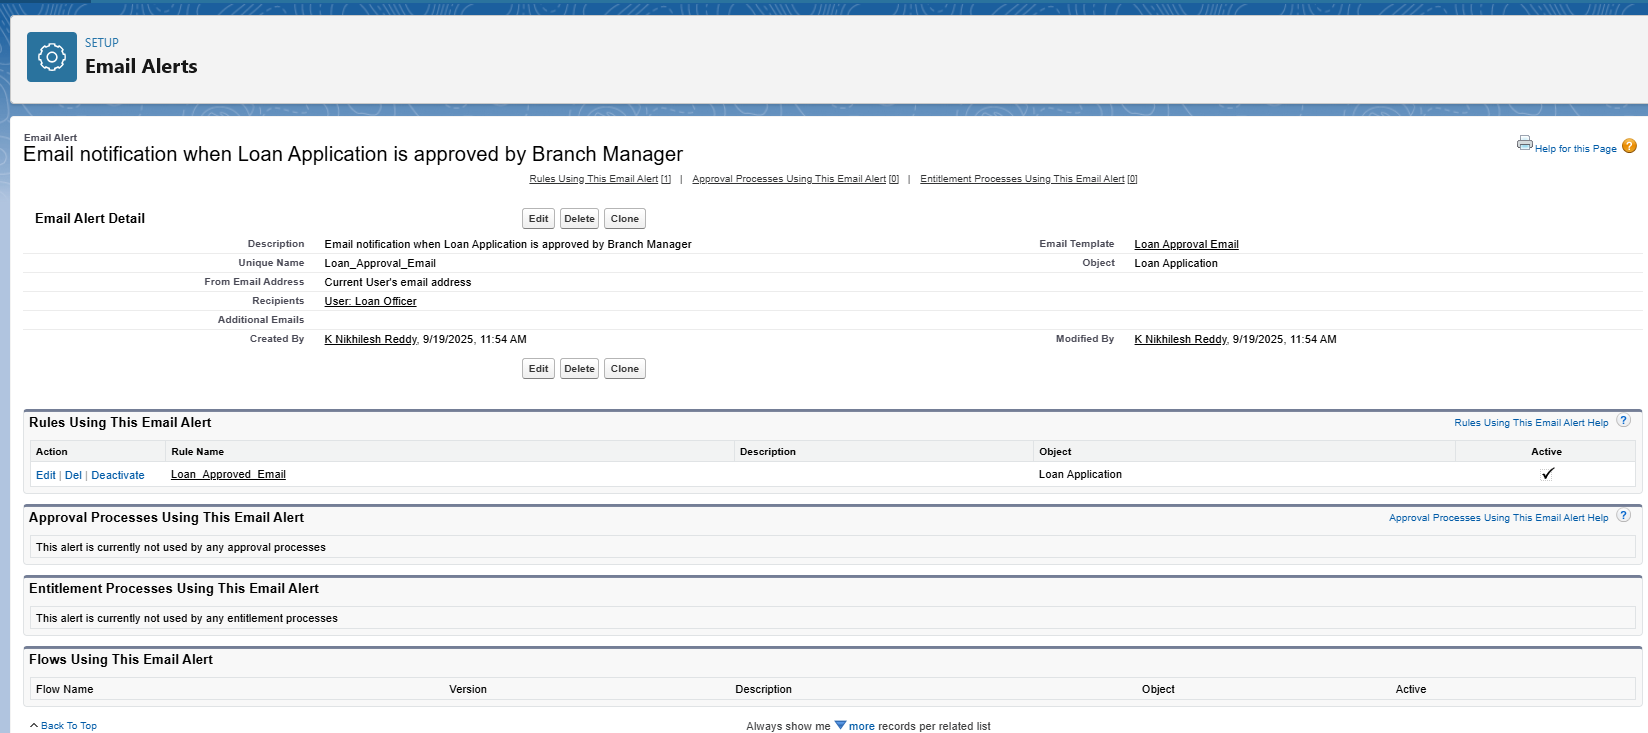 SETUP
Email Alerts
Email Alert
Email notification when Loan Application is approved by Branch Manager
Help for this Page ?
Rules Using This Email Alert [1] | Approval Processes Using This Email Alert [0] | Entitlement Processes Using This Email Alert [0]
Email Alert Detail Edit Delete Clone
Description Email notification when Loan Application is approved by Branch Manager Email Template Loan Approval Email
Unique Name Loan_Approval_Email Object Loan Application
From Email Address Current User's email address
Recipients User: Loan Officer
Additional Emails
Created By K Nikhilesh Reddy, 9/19/2025, 11:54 AM Modified By K Nikhilesh Reddy, 9/19/2025, 11:54 AM
Edit Delete Clone
Rules Using This Email Alert Rules Using This Email Alert Help ?
Action Rule Name Description Object Active
Edit | Del | Deactivate Loan_Approved_Email Loan Application
Approval Processes Using This Email Alert Approval Processes Using This Email Alert Help ?
This alert is currently not used by any approval processes
Entitlement Processes Using This Email Alert
This alert is currently not used by any entitlement processes
Flows Using This Email Alert
Flow Name Version Description Object Active
Back To Top Always show me more records per related list